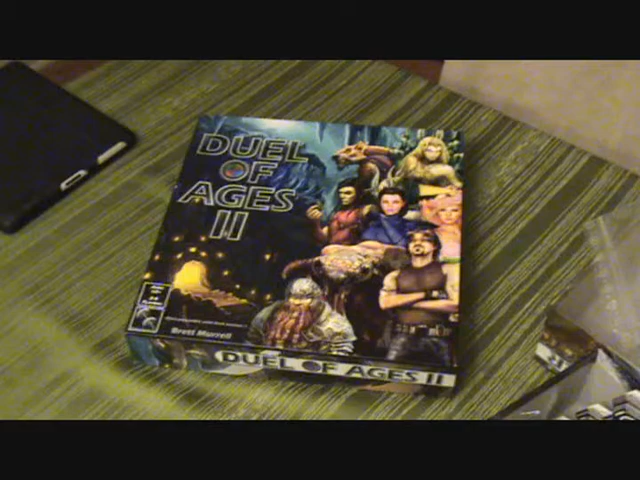 DUEL
OF
AGES
II
Brett Murrell
DUEL OF AGES II